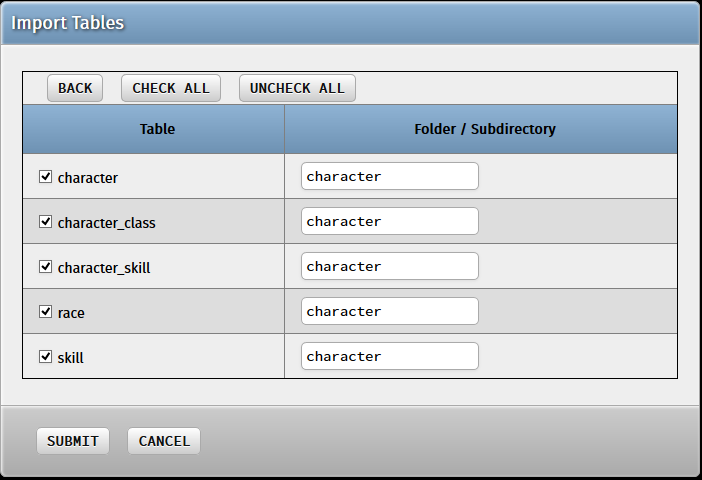 Import Tables
BACK CHECK ALL UNCHECK ALL
Table Folder / Subdirectory
character character
character_class character
character_skill character
race character
skill character
SUBMIT CANCEL